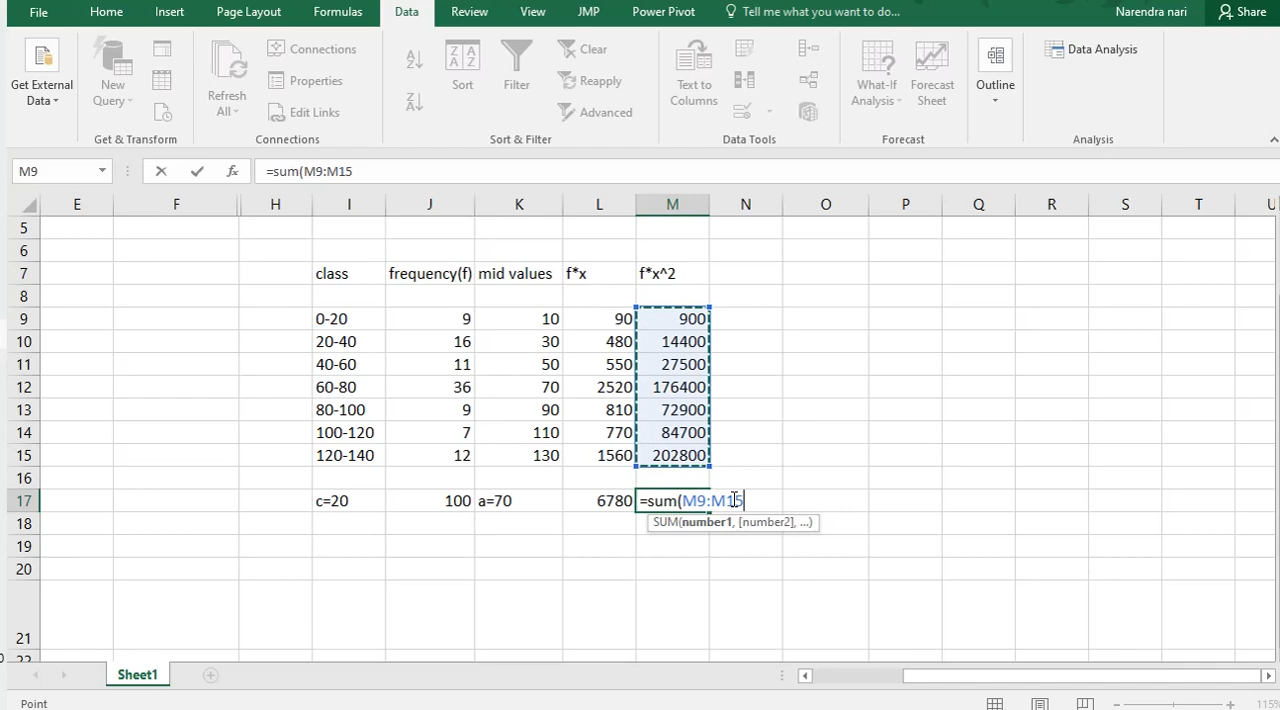 File Home Insert Page Layout Formulas Data Review View JMP Power Pivot Tell me what you want to do... Narendra nari Share
Get External Data
New Query
Get & Transform
Refresh All
Connections
Properties
Edit Links
Connections
Sort
Filter
Clear
Reapply
Advanced
Sort & Filter
Text to Columns
Data Tools
What-If Analysis
Forecast Sheet
Forecast
Outline
Data Analysis
Analysis
M9 fx =sum(M9:M15
E F H I J K L M N O P Q R S T U
5
6
7 class frequency(f) mid values f*x f*x^2
8
9 0-20 9 10 90 900
10 20-40 16 30 480 14400
11 40-60 11 50 550 27500
12 60-80 36 70 2520 176400
13 80-100 9 90 810 72900
14 100-120 7 110 770 84700
15 120-140 12 130 1560 202800
16
17 c=20 100 a=70 6780 =sum(M9:M15
18 SUM(number1, [number2], ...)
19
20
21
22
Sheet1
Point 115%